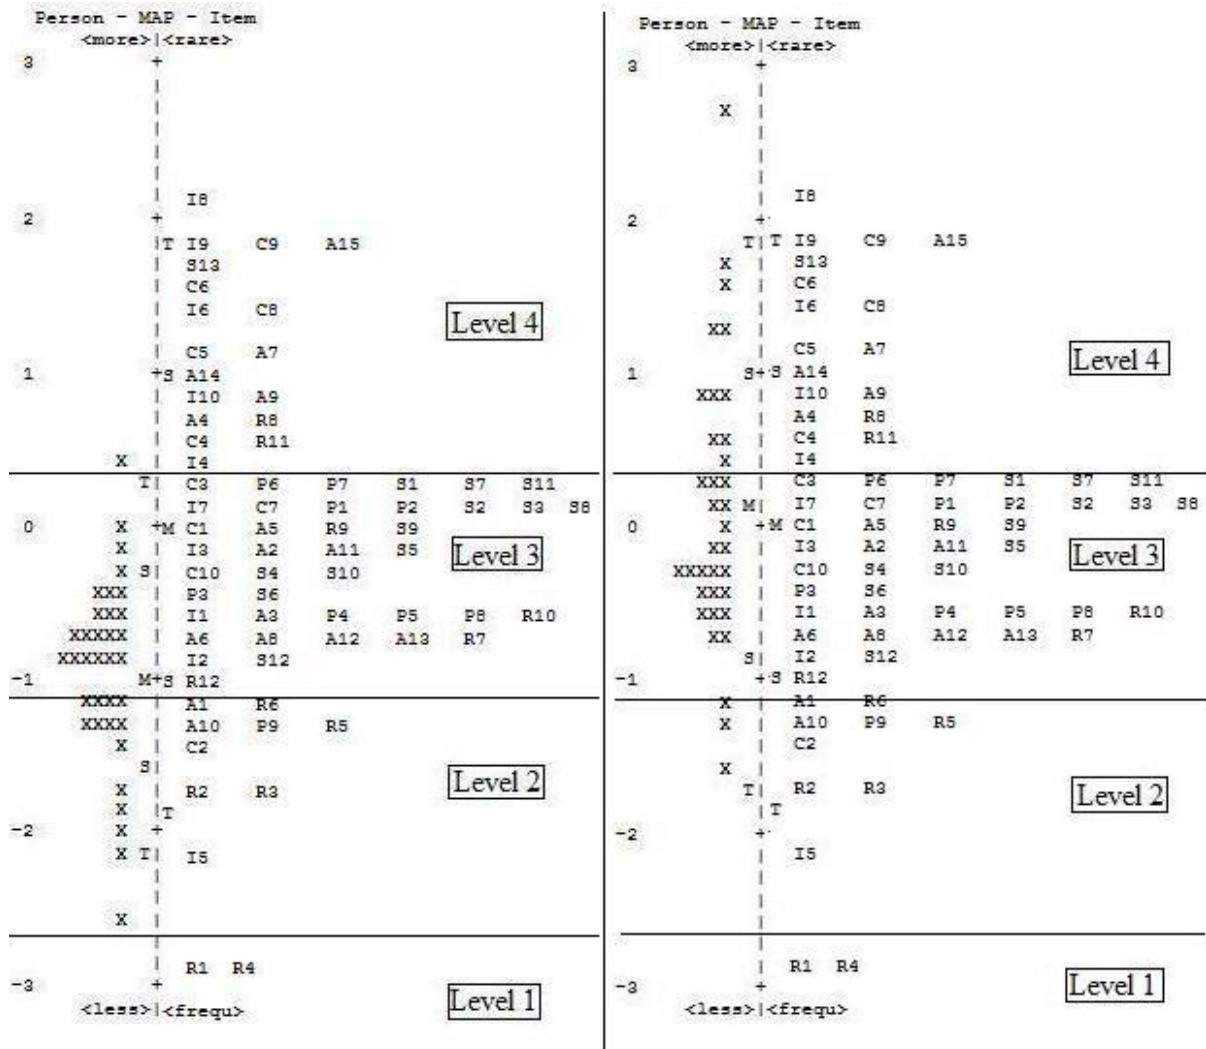 Person - MAP - Item
<more>|<rare>
3 +
|
|
|
|
|
|
|
|
| I8
2 +
|T I9 C9 A15
| S13
| C6
| I6 C8
|
Level 4
| C5 A7
1 +S A14
| I10 A9
| A4 R8
| C4 R11
X | I4
T| C3 P6 P7 S1 S7 S11
| I7 C7 P1 P2 S2 S3 S8
0 X +M C1 A5 R9 S9
X | I3 A2 A11 S5
Level 3
X S| C10 S4 S10
XXX | P3 S6
XXX | I1 A3 P4 P5 P8 R10
XXXXX | A6 A8 A12 A13 R7
XXXXXX | I2 S12
-1 M+S R12
XXXX | A1 R6
XXXX | A10 P9 R5
X | C2
S|
Level 2
X | R2 R3
X |T
-2 X +
X T| I5
|
|
X |
|
| R1 R4
-3 +
Level 1
<less>|<frequ>
Person - MAP - Item
<more>|<rare>
3 +
|
X |
|
|
|
| I8
2 +
T|T I9 C9 A15
X | S13
X | C6
| I6 C8
XX |
| C5 A7
Level 4
1 S+S A14
XXX | I10 A9
| A4 R8
XX | C4 R11
X | I4
XXX | C3 P6 P7 S1 S7 S11
XX M| I7 C7 P1 P2 S2 S3 S8
0 X +M C1 A5 R9 S9
XX | I3 A2 A11 S5
Level 3
XXXXX | C10 S4 S10
XXX | P3 S6
XXX | I1 A3 P4 P5 P8 R10
XX | A6 A8 A12 A13 R7
S| I2 S12
-1 +S R12
X | A1 R6
X | A10 P9 R5
| C2
X |
T| R2 R3
Level 2
|T
-2 +
| I5
|
|
|
|
| R1 R4
Level 1
-3 +
<less>|<frequ>